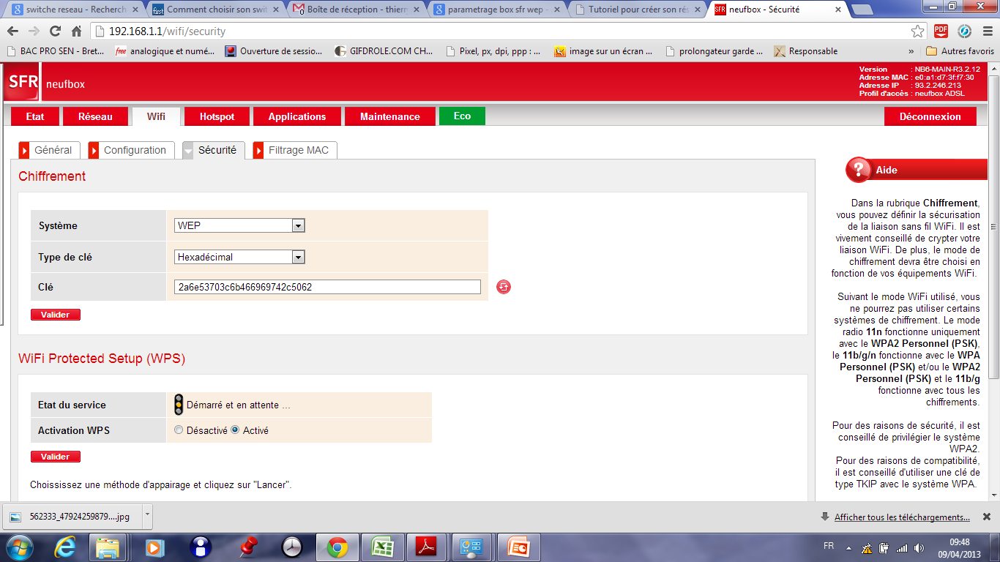 switche reseau - Recherch
Comment choisir son swit
Boîte de réception - thierr
parametrage box sfr wep -
Tutoriel pour créer son rés
neufbox - Sécurité
192.168.1.1/wifi/security
BAC PRO SEN - Bret...
free analogique et numé...
Ouverture de sessio...
GIFDROLE.COM CH...
Pixel, px, dpi, ppp : ...
image sur un écran ...
prolongateur garde ...
Responsable
»
Autres favoris
SFR neufbox
Version : NB6-MAIN-R3.2.12
Adresse MAC : e0:a1:d7:3f:f7:30
Adresse IP : 93.2.246.213
Profil d'accès : neufbox ADSL
Etat Réseau Wifi Hotspot Applications Maintenance Eco Déconnexion
Général Configuration Sécurité Filtrage MAC
Chiffrement
Système WEP
Type de clé Hexadécimal
Clé 2a6e53703c6b466969742c5062
Valider
WiFi Protected Setup (WPS)
Etat du service Démarré et en attente ...
Activation WPS Désactivé Activé
Valider
Choississez une méthode d'appairage et cliquez sur "Lancer".
? Aide
Dans la rubrique Chiffrement,
vous pouvez définir la sécurisation
de la liaison sans fil WiFi. Il est
vivement conseillé de crypter votre
liaison WiFi. De plus, le mode de
chiffrement devra être choisi en
fonction de vos équipements WiFi.
Suivant le mode WiFi utilisé, vous
ne pourrez pas utiliser certains
systèmes de chiffrement. Le mode
radio 11n fonctionne uniquement
avec le WPA2 Personnel (PSK),
le 11b/g/n fonctionne avec le WPA
Personnel (PSK) et/ou le WPA2
Personnel (PSK) et le 11b/g
fonctionne avec tous les
chiffrements.
Pour des raisons de sécurité, il est
conseillé de privilégier le système
WPA2.
Pour des raisons de compatibilité,
il est conseillé d'utiliser une clé de
type TKIP avec le système WPA.
562333_47924259879....jpg
Afficher tous les téléchargements...
FR
09:48
09/04/2013